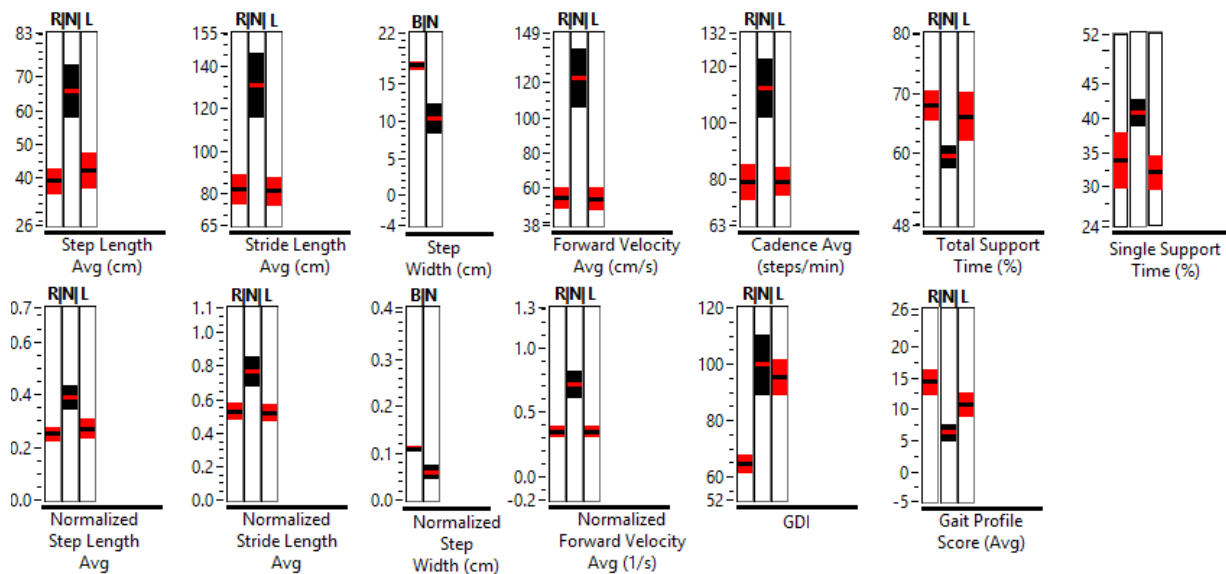 R|N| L
83
70
60
50
40
26
Step Length
Avg (cm)
R|N| L
155
140
120
100
80
65
Stride Length
Avg (cm)
B|N
22
15
10
5
0
-4
Step
Width (cm)
R|N| L
149
120
100
80
60
38
Forward Velocity
Avg (cm/s)
R|N| L
132
120
100
80
63
Cadence Avg
(steps/min)
R|N| L
80
70
60
48
Total Support
Time (%)
52
45
40
35
30
24
Single Support
Time (%)
R|N| L
0.7
0.6
0.4
0.2
0.0
Normalized
Step Length
Avg
R|N| L
1.1
1.0
0.8
0.6
0.4
0.2
0.0
Normalized
Stride Length
Avg
B|N
0.4
0.4
0.2
0.1
0.0
Normalized
Step
Width (cm)
R|N| L
1.3
1.0
0.5
0.0
-0.2
Normalized
Forward Velocity
Avg (1/s)
R|N| L
120
100
80
60
52
GDI
R|N| L
26
20
15
10
5
0
-5
Gait Profile
Score (Avg)